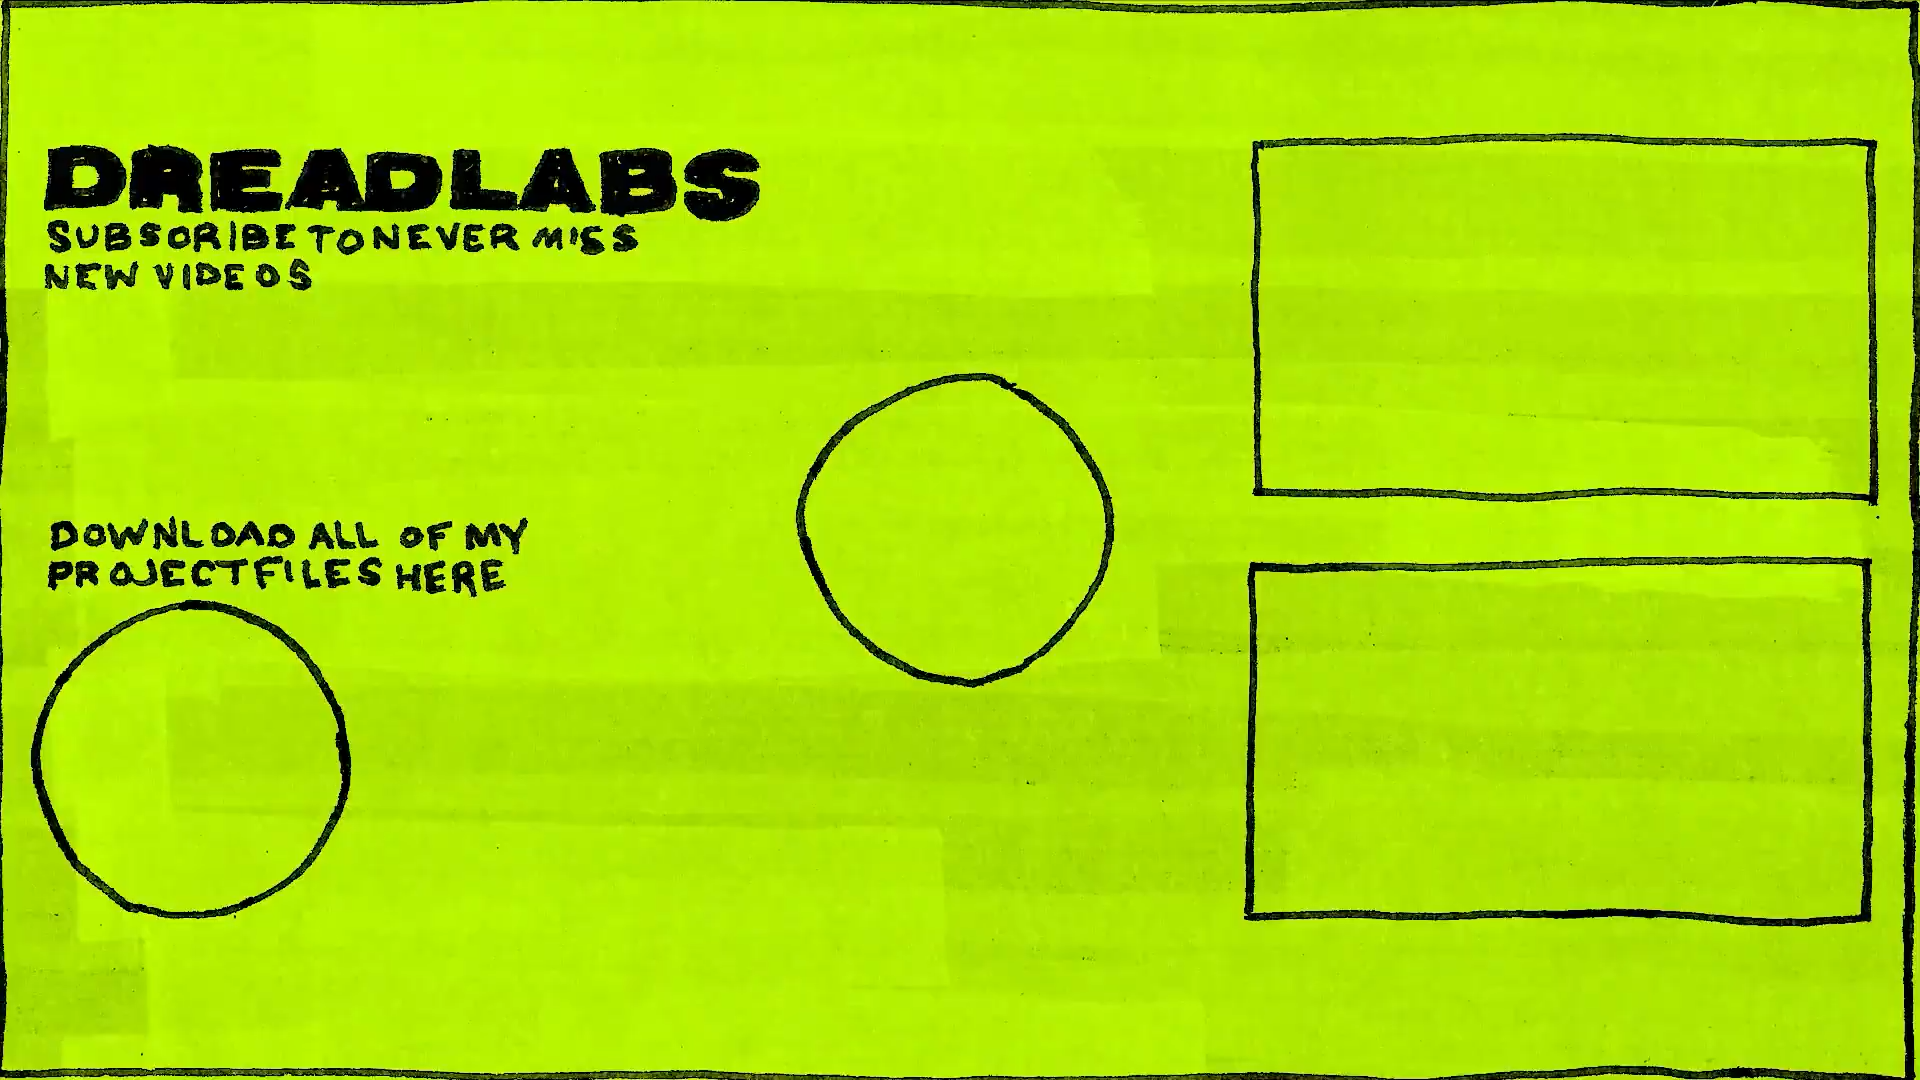 DREADLABS
SUBSCRIBE TO NEVER MISS
NEW VIDEOS
DOWNLOAD ALL OF MY
PROJECT FILES HERE